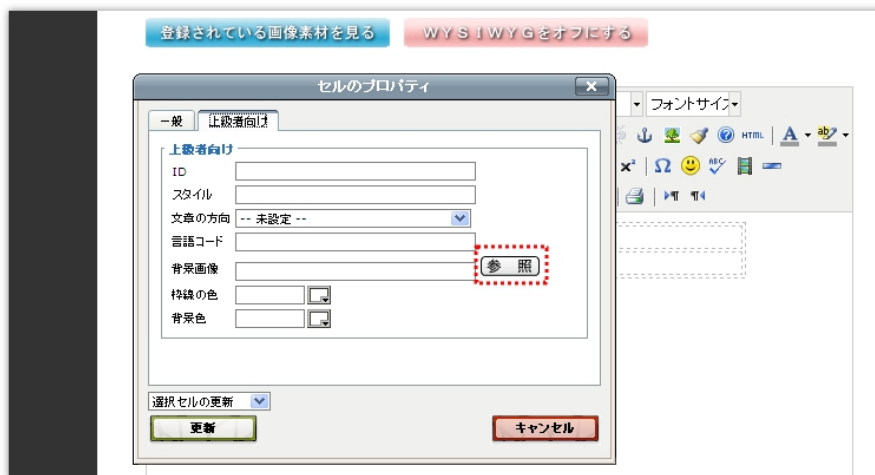 登録されている画像素材を見る
ＷＹＳＩＷＹＧをオフにする
セルのプロパティ
フォントサイズ
一般
上級者向け
HTML
A
ab
上級者向け
ID
x²
Ω
ABC
スタイル
文章の方向
-- 未設定 --
言語コード
背景画像
参 照
枠線の色
背景色
選択セルの更新
更新
キャンセル